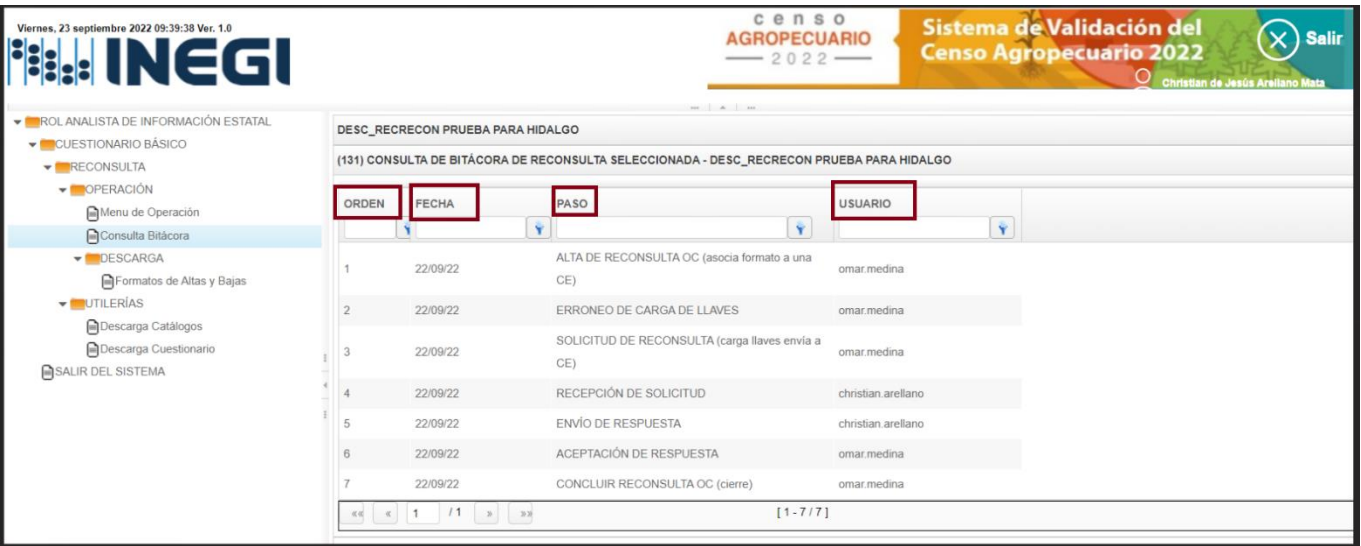 Viernes, 23 septiembre 2022 09:39:38 Ver. 1.0
INEGI
censo
AGROPECUARIO
2022
Sistema de Validación del
Censo Agropecuario 2022
Salir
Christian de Jesús Arellano Mata
ROL ANALISTA DE INFORMACIÓN ESTATAL
CUESTIONARIO BÁSICO
RECONSULTA
OPERACIÓN
Menu de Operación
Consulta Bitácora
DESCARGA
Formatos de Altas y Bajas
UTILERÍAS
Descarga Catálogos
Descarga Cuestionario
SALIR DEL SISTEMA
DESC_RECRECON PRUEBA PARA HIDALGO
(131) CONSULTA DE BITÁCORA DE RECONSULTA SELECCIONADA - DESC_RECRECON PRUEBA PARA HIDALGO
ORDEN FECHA PASO USUARIO
1 22/09/22 ALTA DE RECONSULTA OC (asocia formato a una CE) omar.medina
2 22/09/22 ERRONEO DE CARGA DE LLAVES omar.medina
3 22/09/22 SOLICITUD DE RECONSULTA (carga llaves envía a CE) omar.medina
4 22/09/22 RECEPCIÓN DE SOLICITUD christian.arellano
5 22/09/22 ENVÍO DE RESPUESTA christian.arellano
6 22/09/22 ACEPTACIÓN DE RESPUESTA omar.medina
7 22/09/22 CONCLUIR RECONSULTA OC (cierre) omar.medina
«« « 1 / 1 » »» [ 1 - 7 / 7 ]